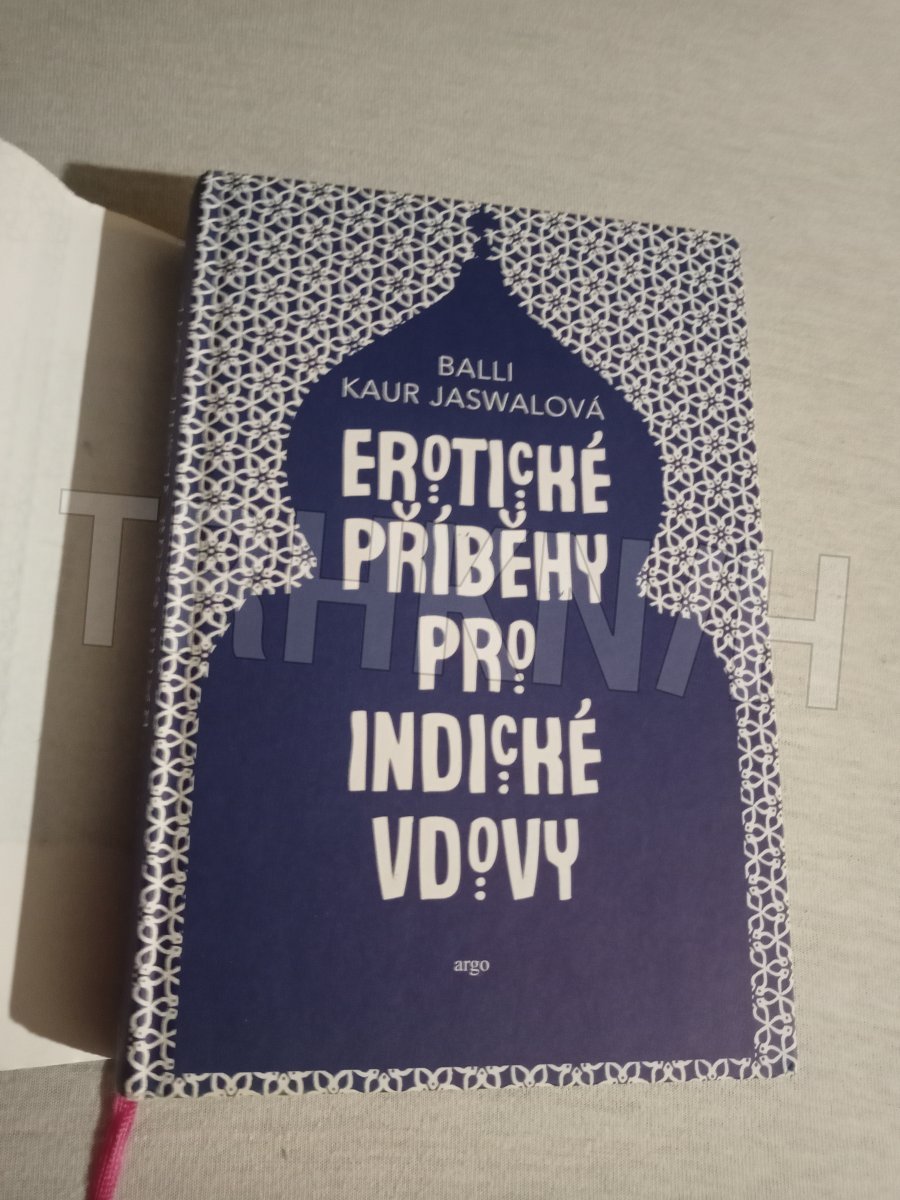 BALLI
KAUR JASWALOVÁ
EROTICKÉ
PŘÍBĚHY
PRO
INDICKÉ
VDOVY
argo